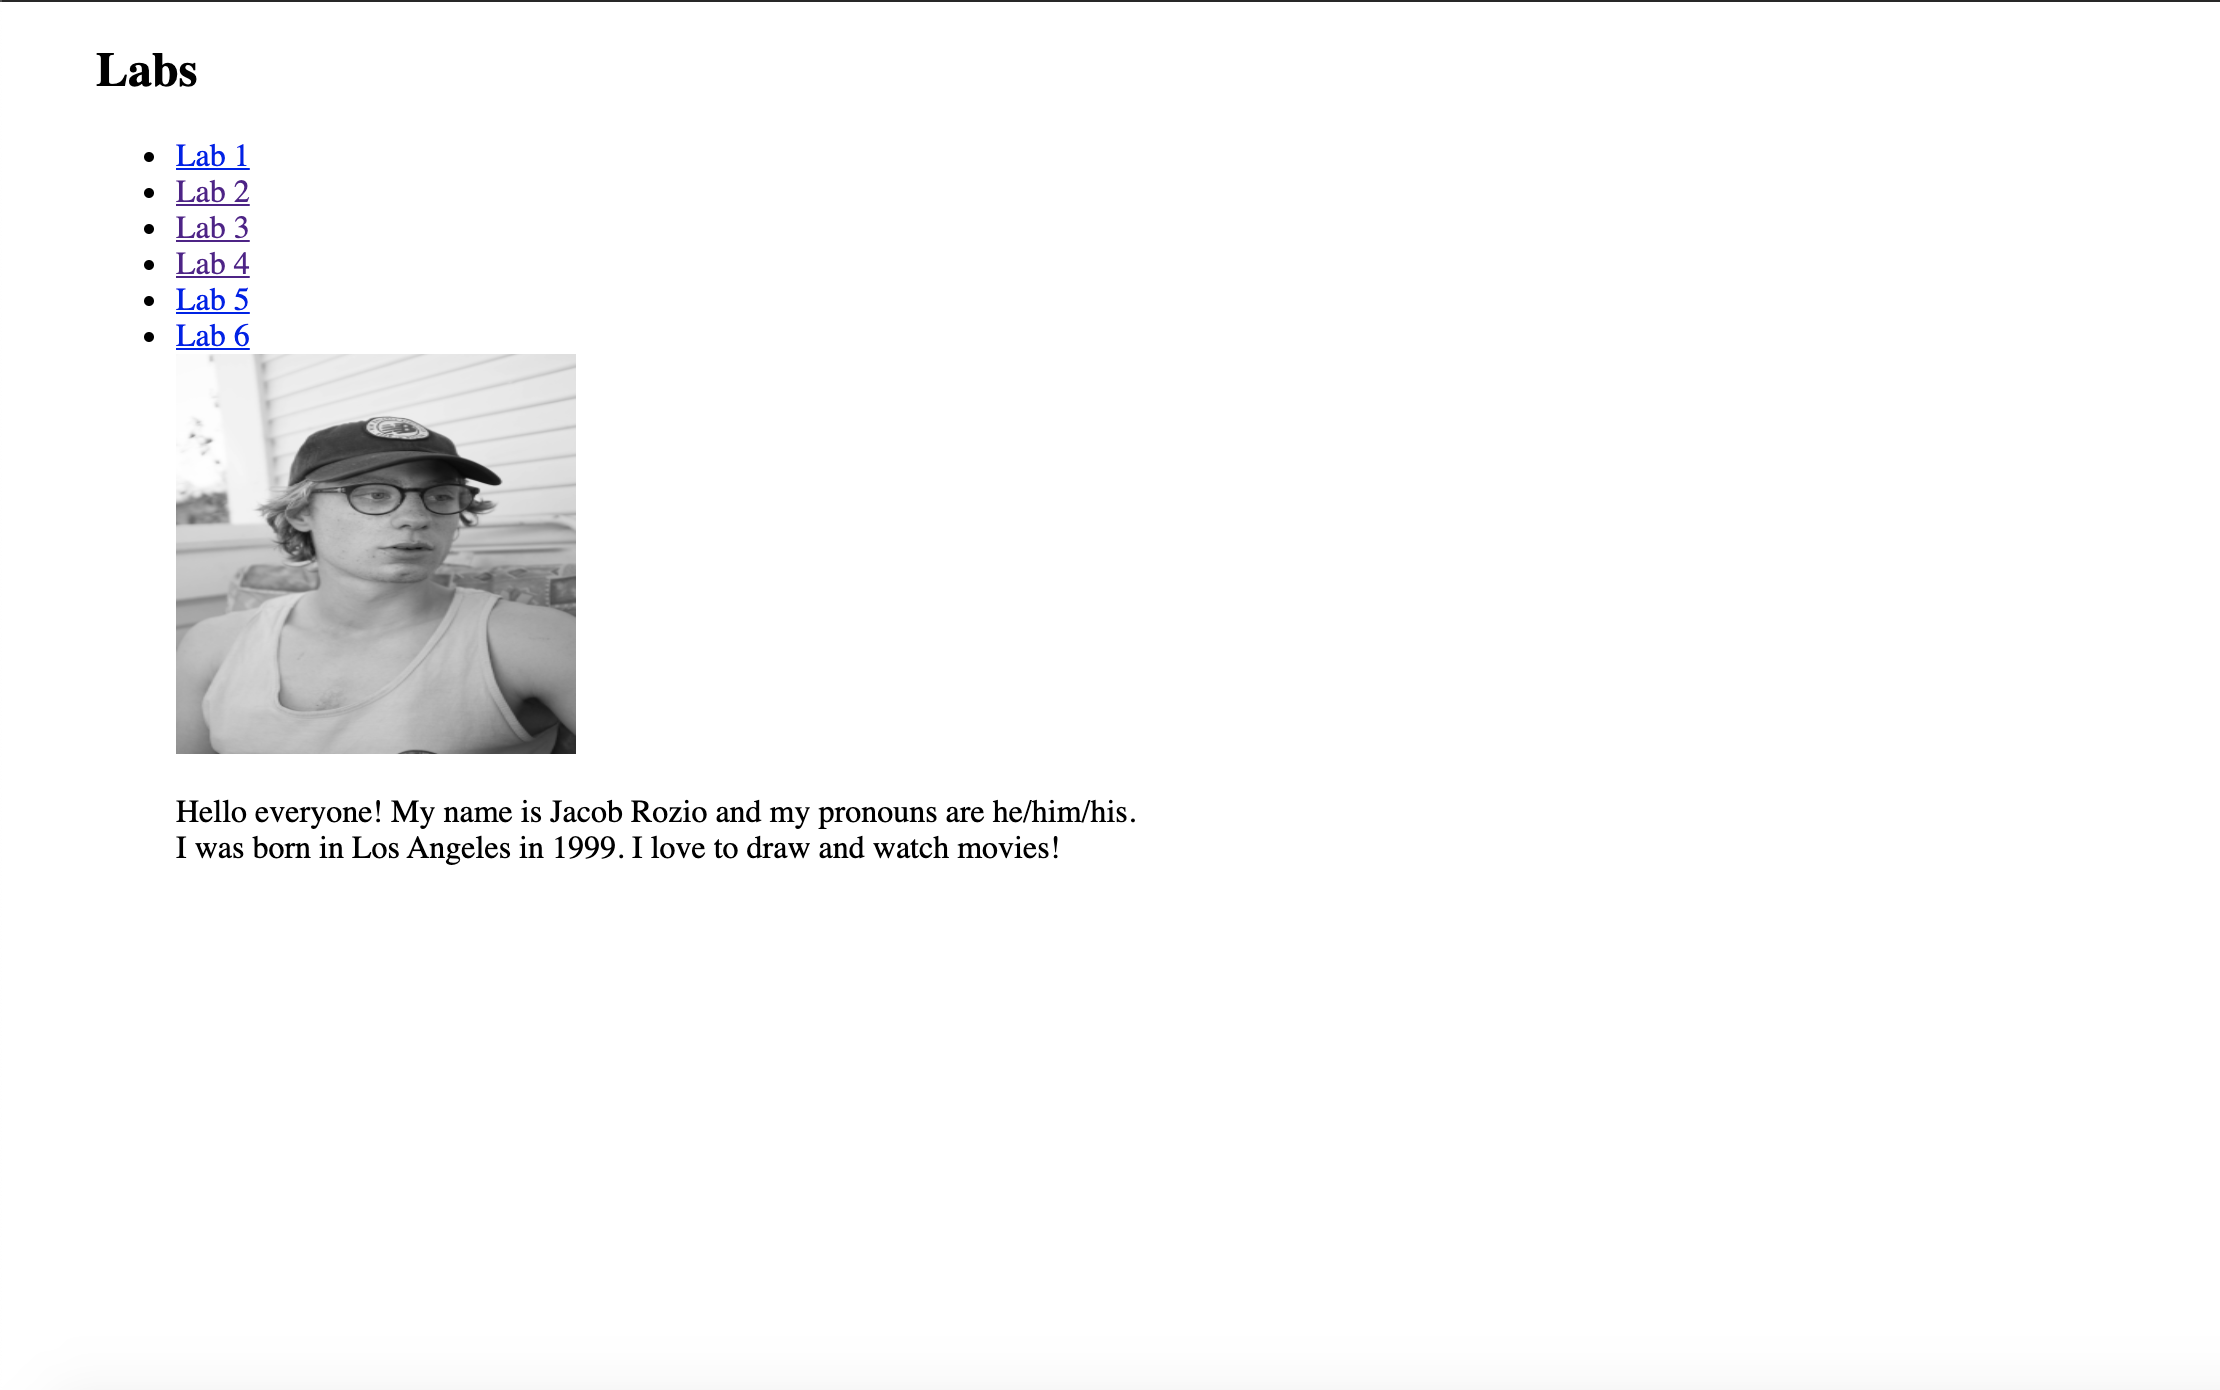 Labs
Lab 1
Lab 2
Lab 3
Lab 4
Lab 5
Lab 6
Hello everyone! My name is Jacob Rozio and my pronouns are he/him/his.
I was born in Los Angeles in 1999. I love to draw and watch movies!